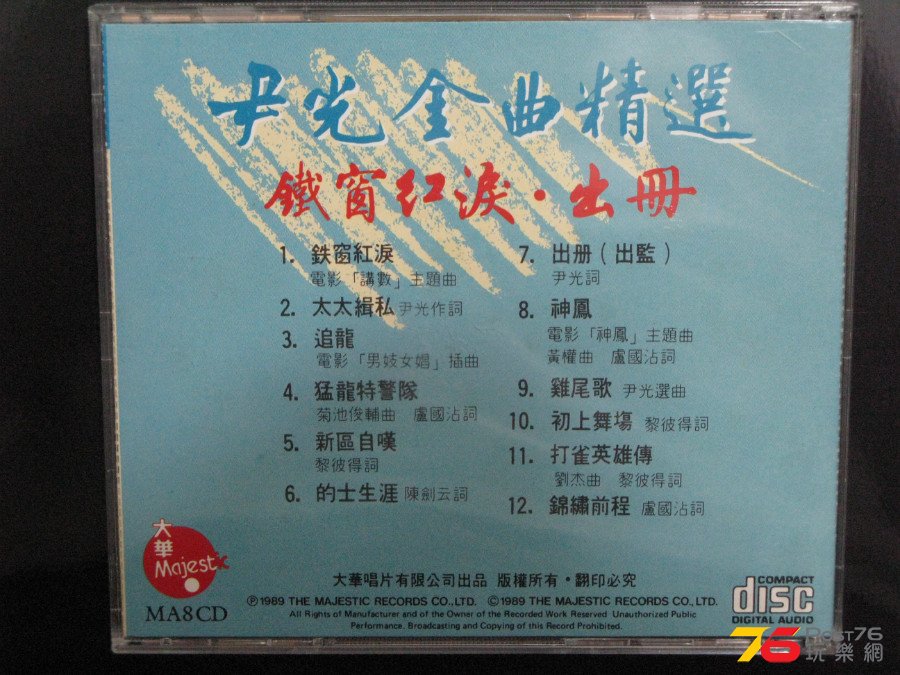 尹光金曲精選
鐵窗紅淚・出冊
1. 鉄窗紅淚
電影「講數」主題曲
2. 太太緝私 尹光作詞
3. 追龍
電影「男妓女娼」插曲
4. 猛龍特警隊
菊池俊輔曲 盧國沾詞
5. 新區自嘆
黎彼得詞
6. 的士生涯 陳劍云詞
7. 出册(出監)
尹光詞
8. 神鳳
電影「神鳳」主題曲
黃權曲 盧國沾詞
9. 雞尾歌 尹光選曲
10. 初上舞場 黎彼得詞
11. 打雀英雄傳
劉杰曲 黎彼得詞
12. 錦繡前程 盧國沾詞
大華
Majestic
MA8CD
大華唱片有限公司出品 版權所有・翻印必究
Ⓟ1989 THE MAJESTIC RECORDS CO., LTD. ©1989 THE MAJESTIC RECORDS CO., LTD.
All Rights of Manufacturer and of the Owner of the Recorded Work Reserved Unauthorized Public
Performance. Broadcasting and Copying of this Record Prohibited.
COMPACT
disc
DIGITAL AUDIO
76 POST76
玩樂網